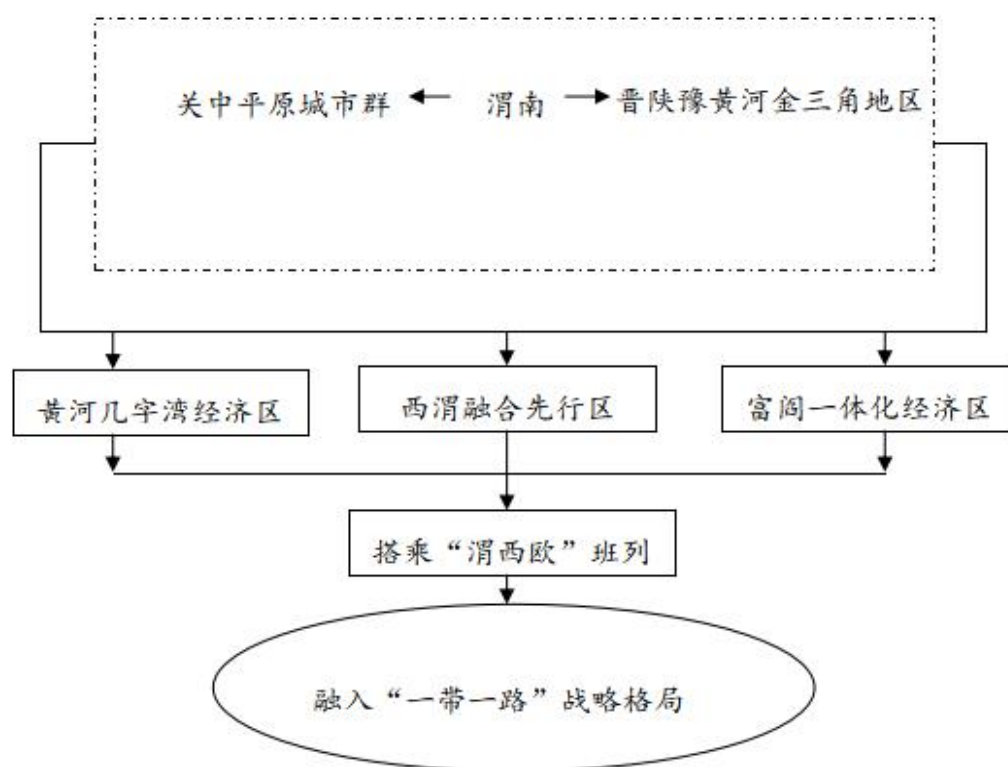 关中平原城市群 渭南 晋陕豫黄河金三角地区
黄河几字湾经济区 西渭融合先行区 富阎一体化经济区
搭乘“渭西欧”班列
融入“一带一路”战略格局